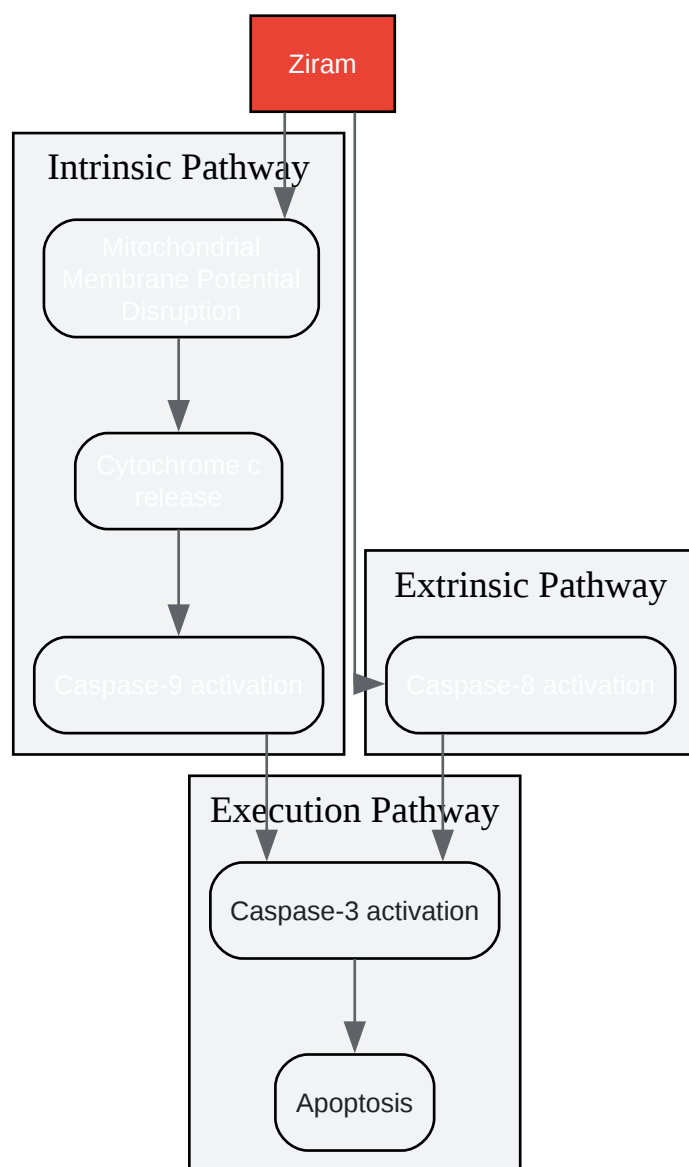 Ziram
Intrinsic Pathway
Mitochondrial
Membrane Potential
Disruption
Cytochrome c
release
Caspase-9 activation
Extrinsic Pathway
Caspase-8 activation
Execution Pathway
Caspase-3 activation
Apoptosis